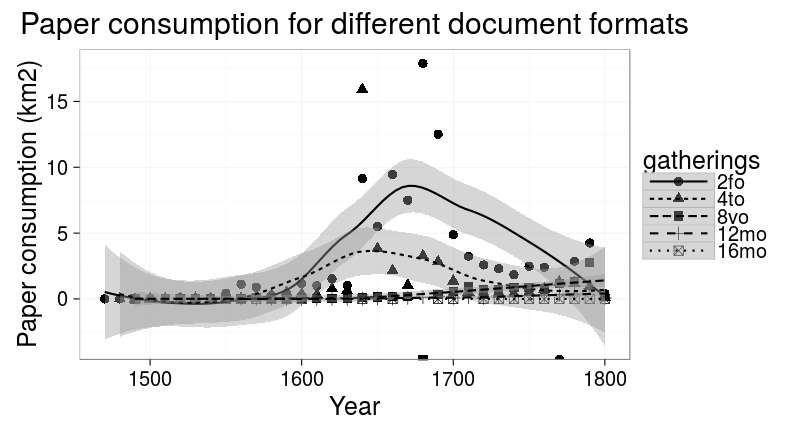 Paper consumption for different document formats
Paper consumption (km2)
15
10
5
0
1500
1600
1700
1800
Year
gatherings
2fo
4to
8vo
12mo
16mo